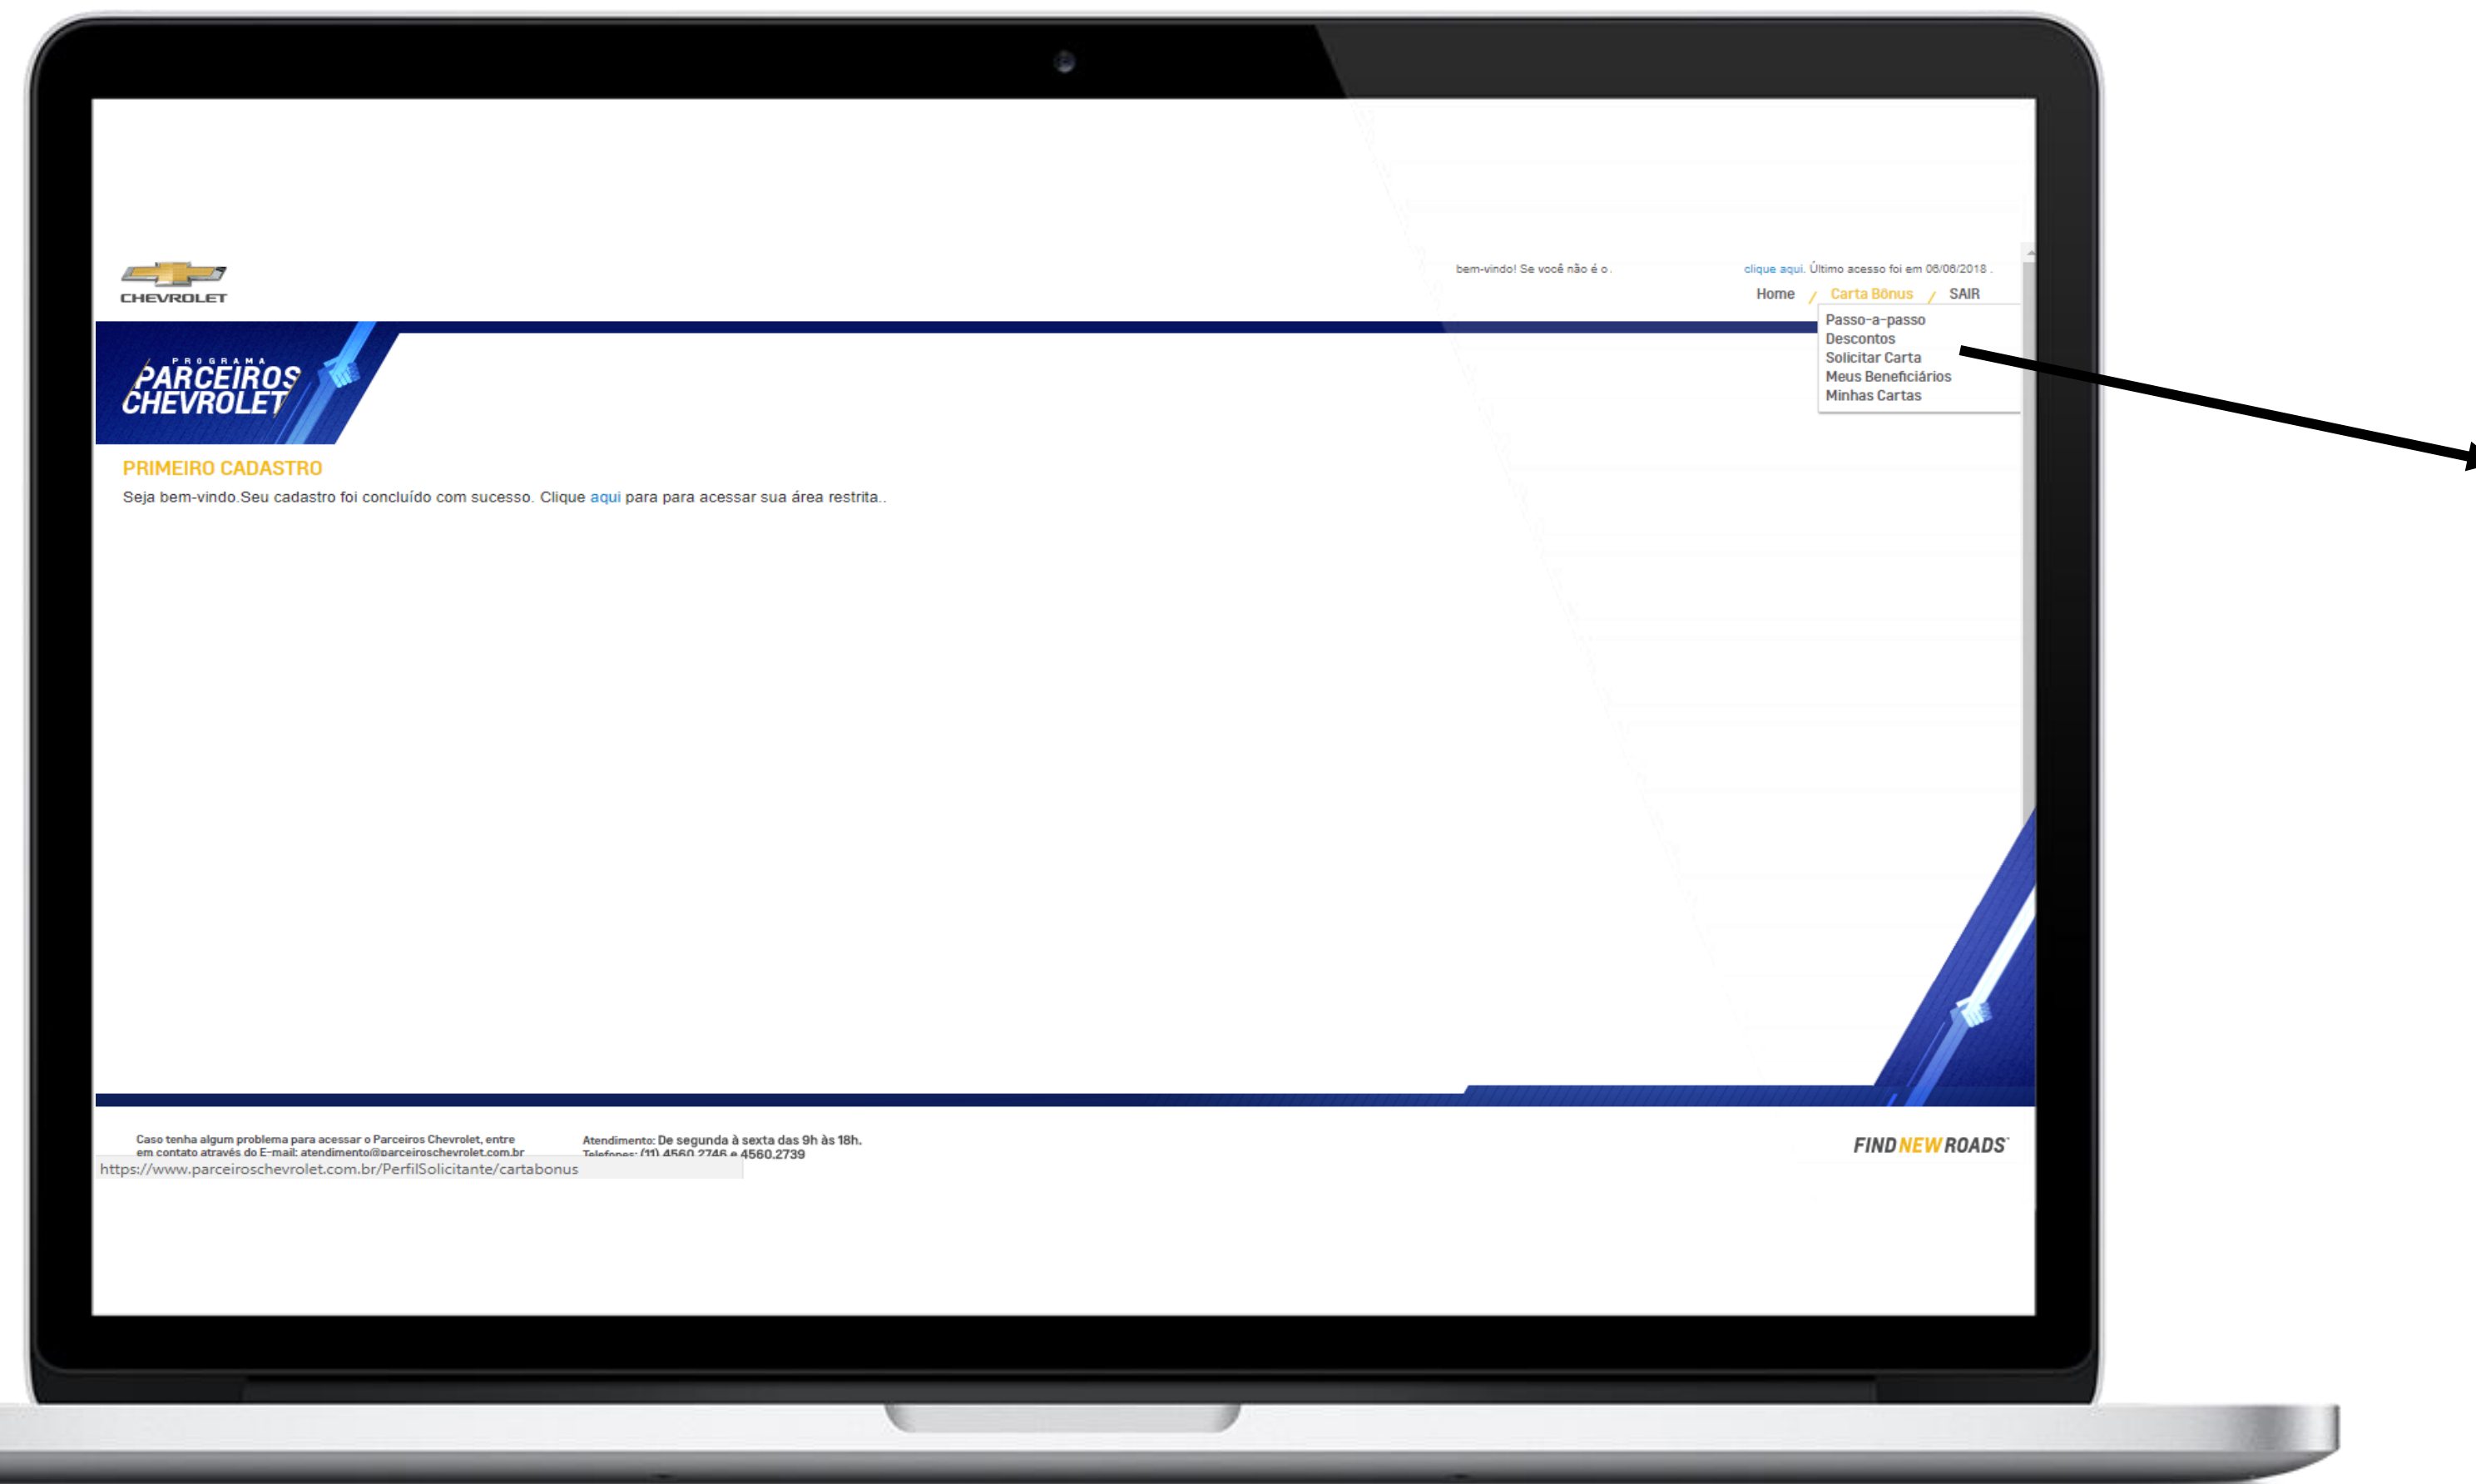 CHEVROLET
bem-vindo! Se você não é o. clique aqui. Último acesso foi em 06/06/2018 .
Home / Carta Bônus / SAIR
Passo-a-passo
Descontos
Solicitar Carta
Meus Beneficiários
Minhas Cartas
PROGRAMA
PARCEIROS
CHEVROLET
PRIMEIRO CADASTRO
Seja bem-vindo.Seu cadastro foi concluído com sucesso. Clique aqui para para acessar sua área restrita..
Caso tenha algum problema para acessar o Parceiros Chevrolet, entre
em contato através do E-mail: atendimento@parceiroschevrolet.com.br
Atendimento: De segunda à sexta das 9h às 18h.
Telefones: (11) 4560.2746 e 4560.2739
FIND NEW ROADS
https://www.parceiroschevrolet.com.br/PerfilSolicitante/cartabonus